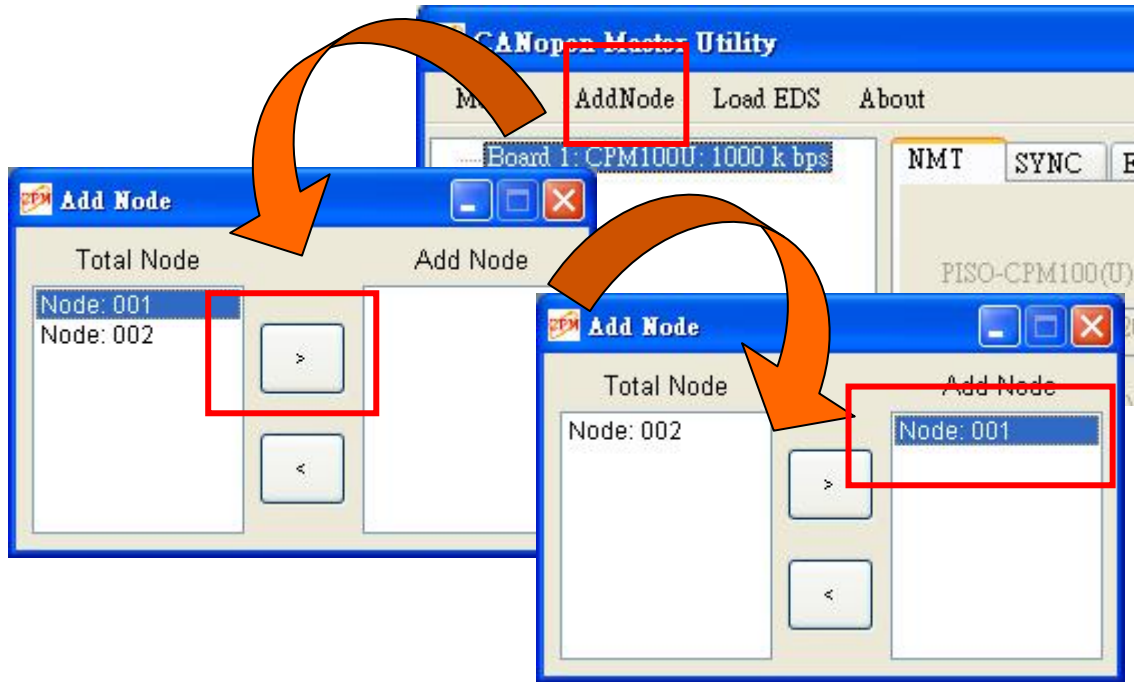 CANopen Master Utility
AddNode Load EDS About
Board 1: CPM100U: 1000 k bps
NMT SYNC
PISO-CPM100(U)
Add Node
Total Node Add Node
Node: 001
Node: 002
>
<
Add Node
Total Node Add Node
Node: 002
Node: 001
>
<